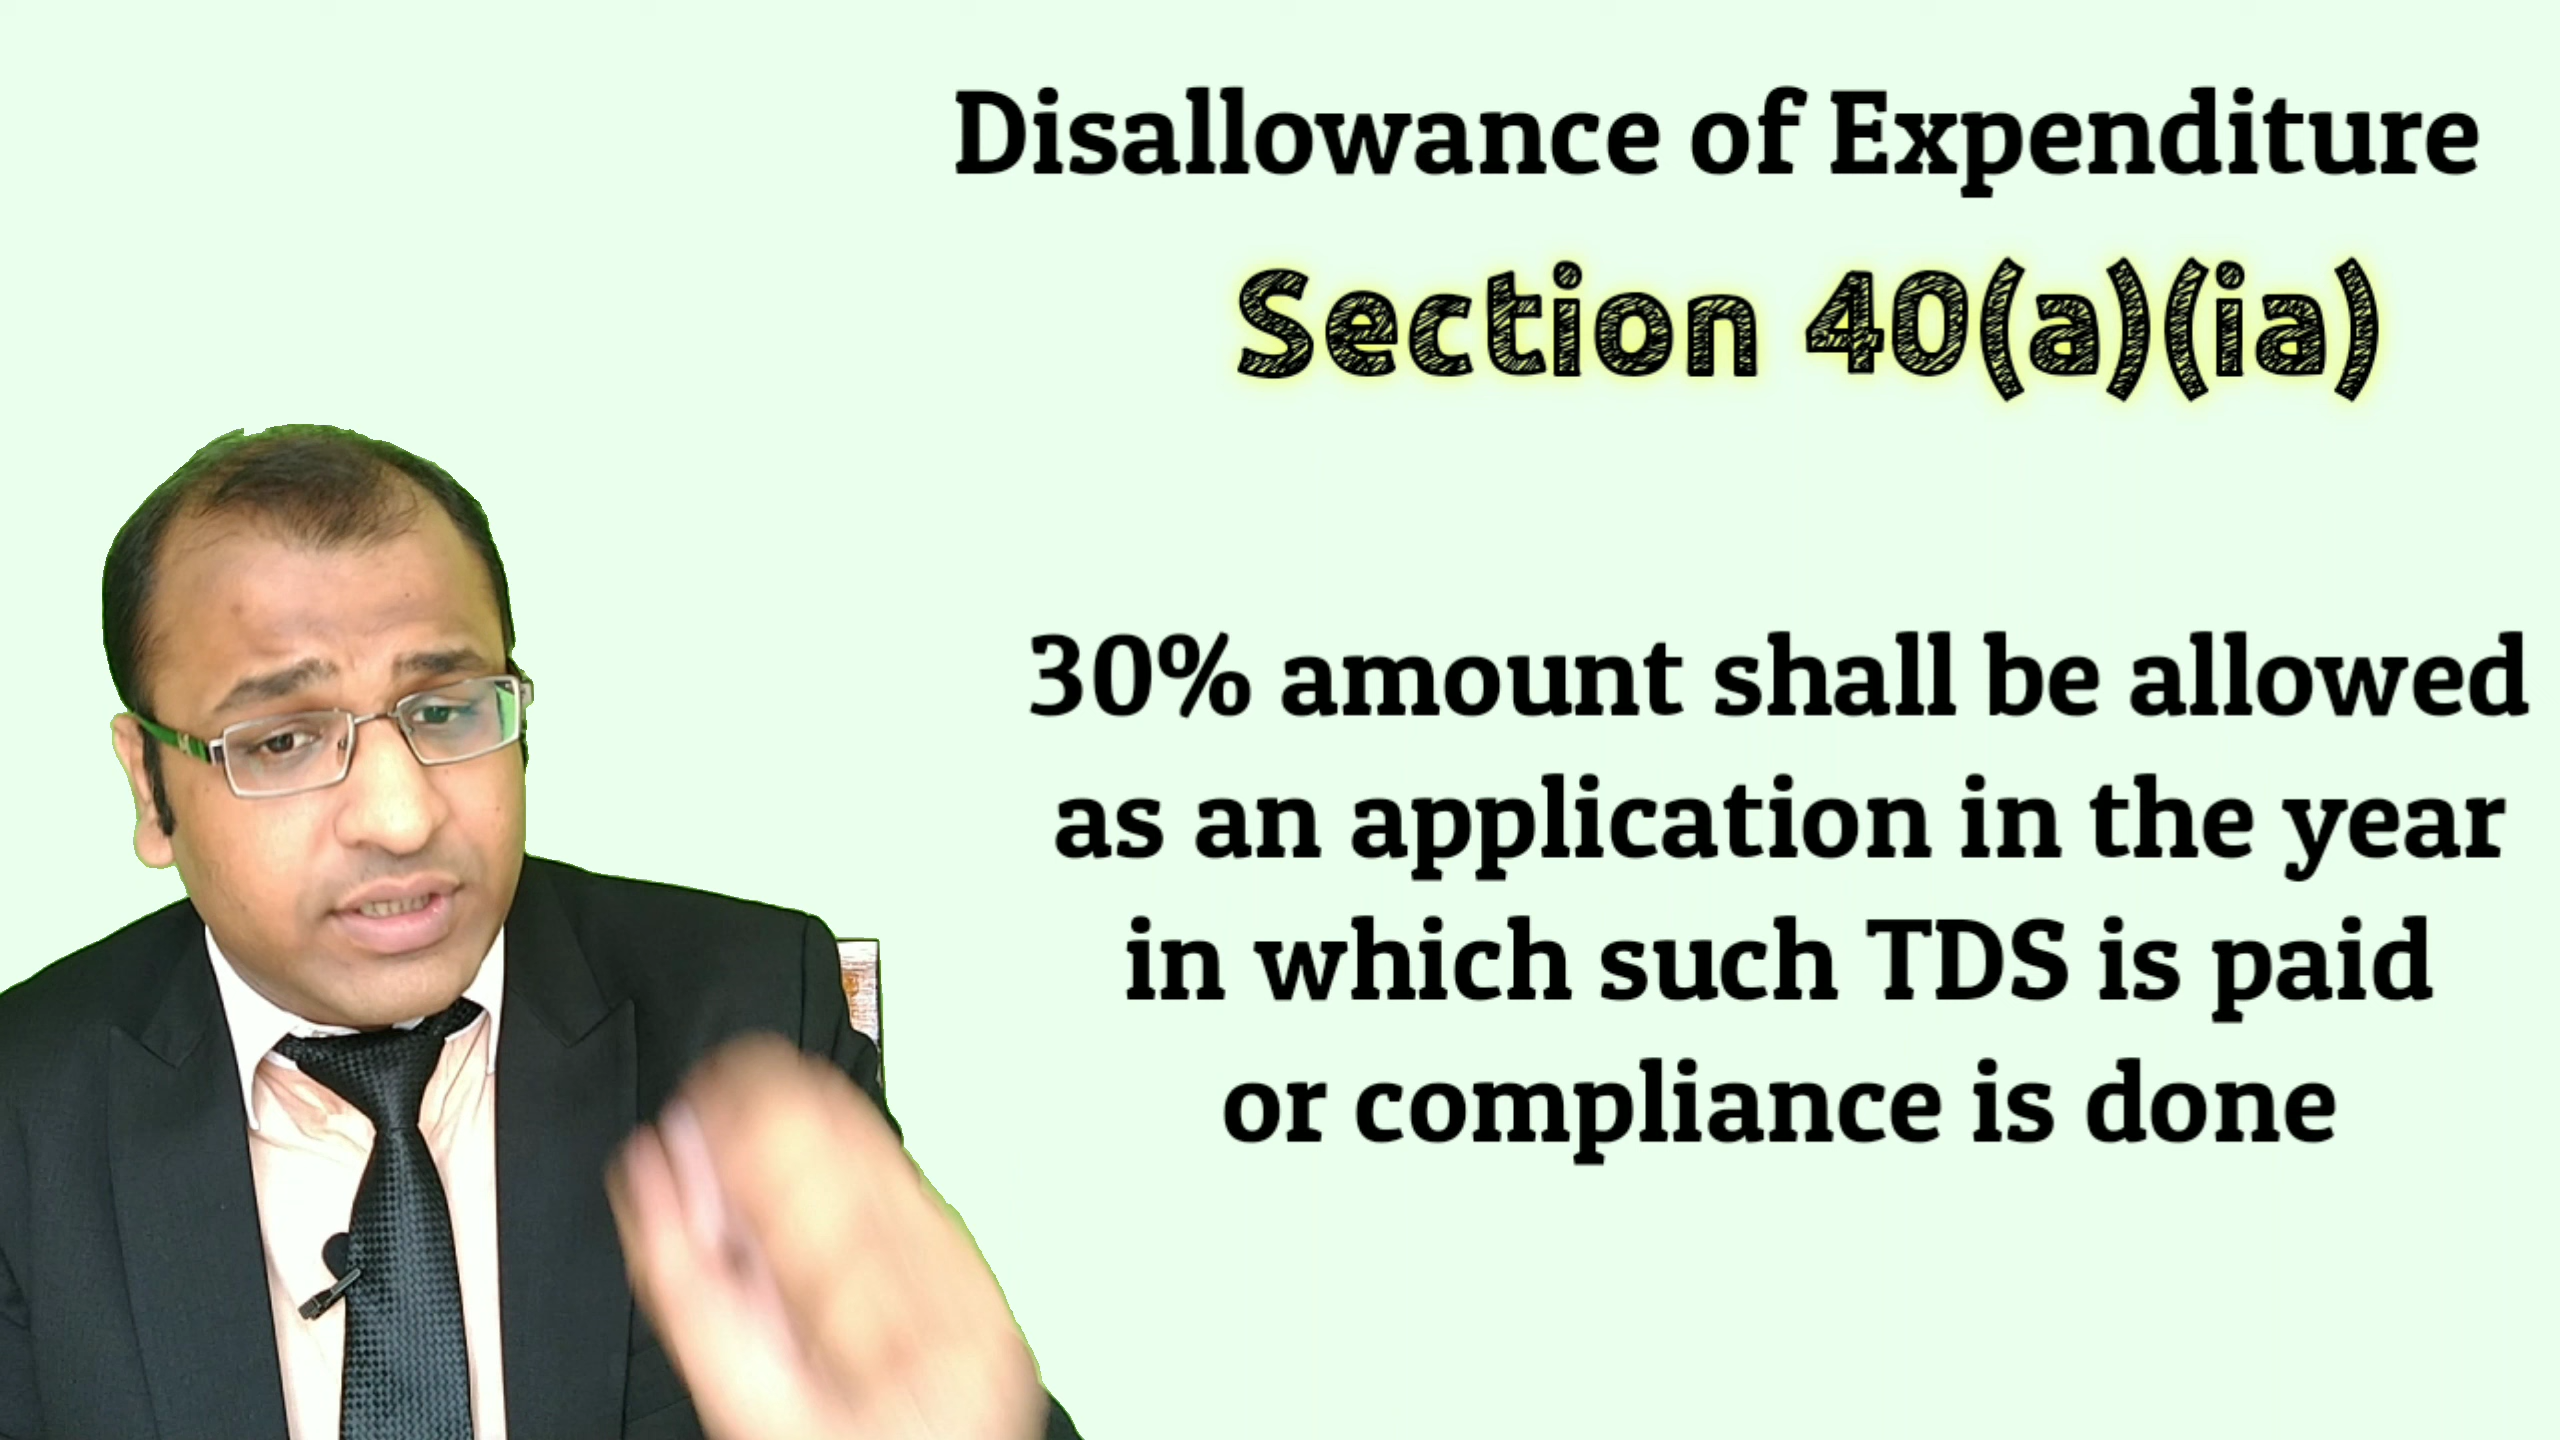 Disallowance of Expenditure
Section 40(a)(ia)
30% amount shall be allowed
as an application in the year
in which such TDS is paid
or compliance is done